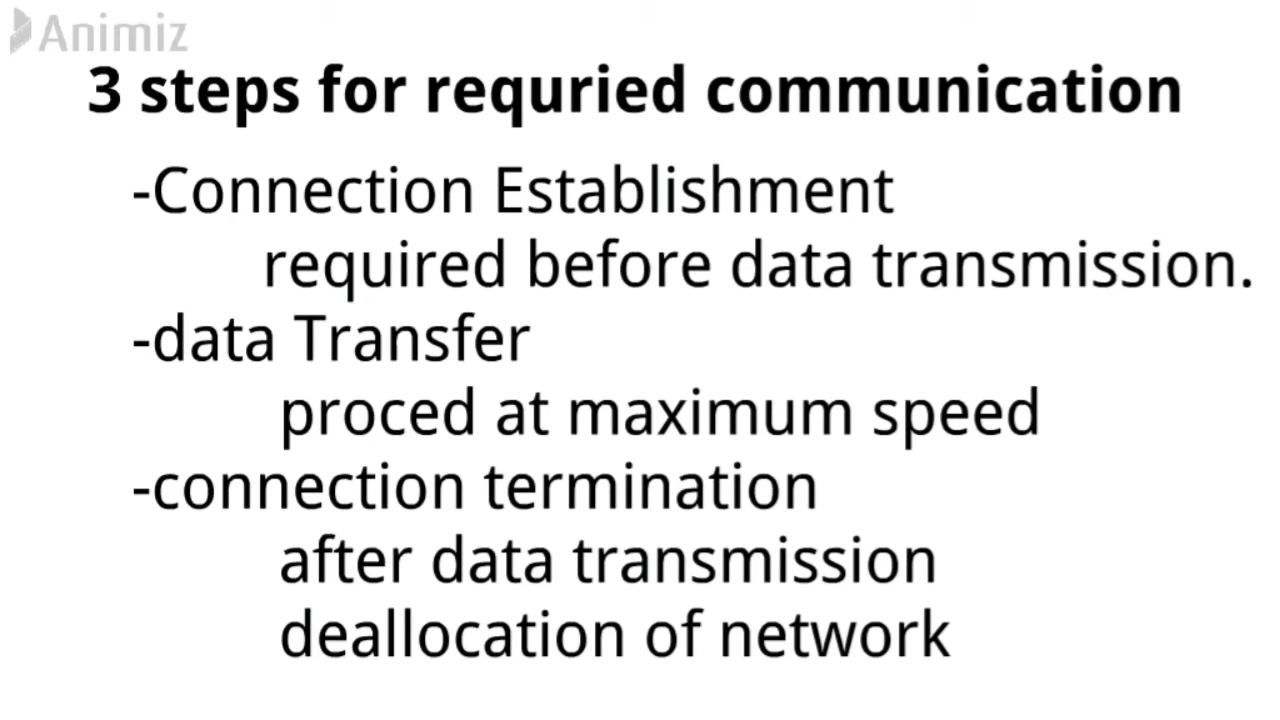 Animiz
3 steps for requried communication
-Connection Establishment
required before data transmission.
-data Transfer
proced at maximum speed
-connection termination
after data transmission
deallocation of network